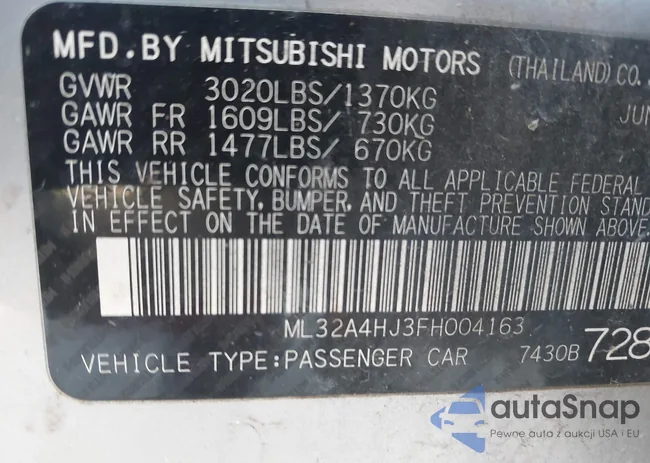 MFD.BY MITSUBISHI MOTORS (THAILAND) CO.
GVWR 3020LBS/1370KG
GAWR FR 1609LBS/ 730KG JUN
GAWR RR 1477LBS/ 670KG
THIS VEHICLE CONFORMS TO ALL APPLICABLE FEDERAL
VEHICLE SAFETY, BUMPER, AND THEFT PREVENTION STAND
IN EFFECT ON THE DATE OF MANUFACTURE SHOWN ABOVE.
ML32A4HJ3FH004163
VEHICLE TYPE:PASSENGER CAR 7430B 728
autaSnap
Pewne auta z aukcji USA i EU